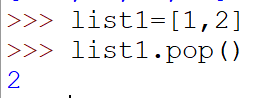 >>> list1=[1,2]
>>> list1.pop()
2